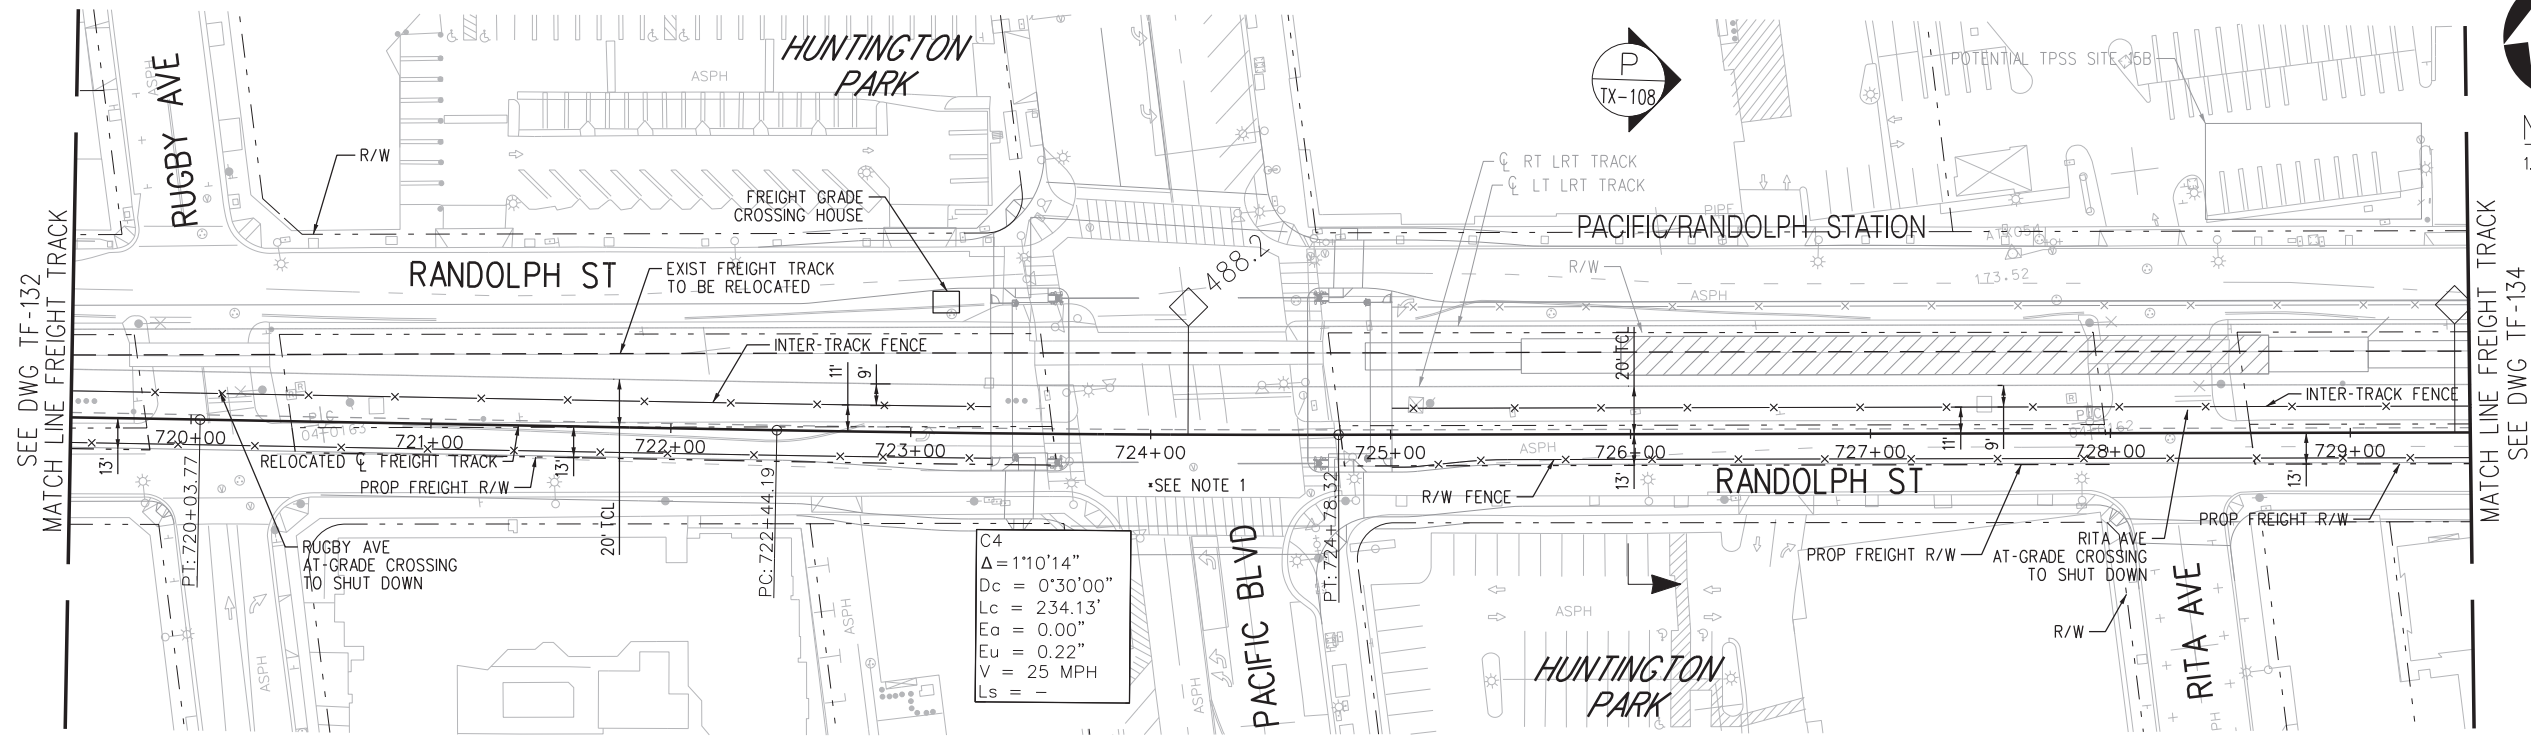 SEE DWG TF-132
MATCH LINE FREIGHT TRACK
RUGBY AVE
ASPH
R/W
HUNTINGTON
PARK
ASPH
FREIGHT GRADE
CROSSING HOUSE
RANDOLPH ST
EXIST FREIGHT TRACK
TO BE RELOCATED
488.2
INTER-TRACK FENCE
11'
9'
P
TX-108
℄ RT LRT TRACK
℄ LT LRT TRACK
PIPE
PACIFIC/RANDOLPH STATION
POTENTIAL TPSS SITE 15B
R/W
ASPH
173.52
20' TCL
INTER-TRACK FENCE
11'
9'
13'
720+00
721+00
722+00
723+00
724+00
725+00
726+00
727+00
728+00
729+00
RELOCATED ℄ FREIGHT TRACK
13'
PROP FREIGHT R/W
20' TCL
PT: 720+03.77
PC: 722+44.19
PT: 724+78.32
RUGBY AVE
AT-GRADE CROSSING
TO SHUT DOWN
ASPH
ASPH
*SEE NOTE 1
C4
Δ=1°10'14"
Dc = 0°30'00"
Lc = 234.13'
Ea = 0.00"
Eu = 0.22"
V = 25 MPH
Ls = -
ASPH
PACIFIC BLVD
ASPH
R/W FENCE
13'
RANDOLPH ST
PROP FREIGHT R/W
RITA AVE
AT-GRADE CROSSING
TO SHUT DOWN
PROP FREIGHT R/W
13'
ASPH
HUNTINGTON
PARK
R/W
RITA AVE
ASPH
MATCH LINE FREIGHT TRACK
SEE DWG TF-134